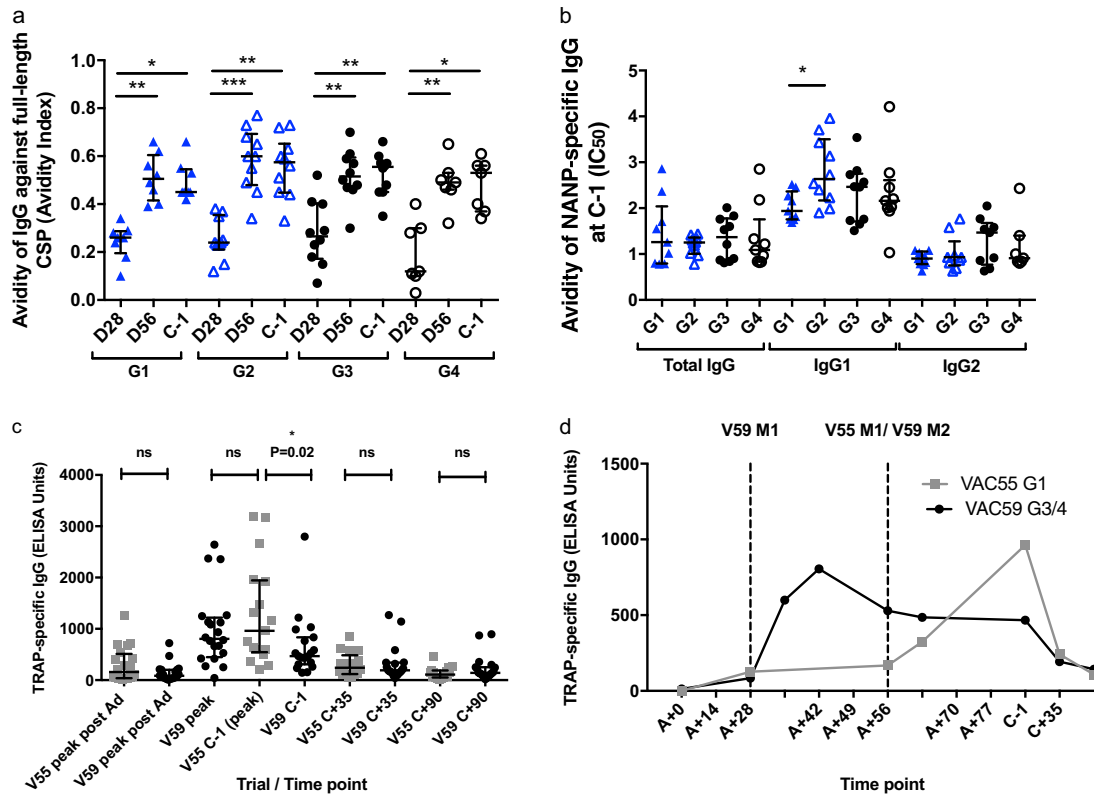 a
Avidity of IgG against full-length
CSP (Avidity Index)
1.0
0.8
0.6
0.4
0.2
0.0
*
**
**
***
**
**
*
**
D28
D56
C-1
D28
D56
C-1
D28
D56
C-1
D28
D56
C-1
G1
G2
G3
G4
b
Avidity of NANP-specific IgG
at C-1 (IC50)
5
4
3
2
1
0
*
G1
G2
G3
G4
G1
G2
G3
G4
G1
G2
G3
G4
Total IgG
IgG1
IgG2
c
TRAP-specific IgG (ELISA Units)
4000
3000
2000
1000
0
ns
ns
*
P=0.02
ns
ns
V55 peak post Ad
V59 peak post Ad
V59 peak
V55 C-1 (peak)
V59 C-1
V55 C+35
V59 C+35
V55 C+90
V59 C+90
Trial / Time point
d
V59 M1
V55 M1/ V59 M2
TRAP-specific IgG (ELISA Units)
1500
1000
500
0
VAC55 G1
VAC59 G3/4
A+0
A+14
A+28
A+42
A+49
A+56
A+70
A+77
C-1
C+35
Time point